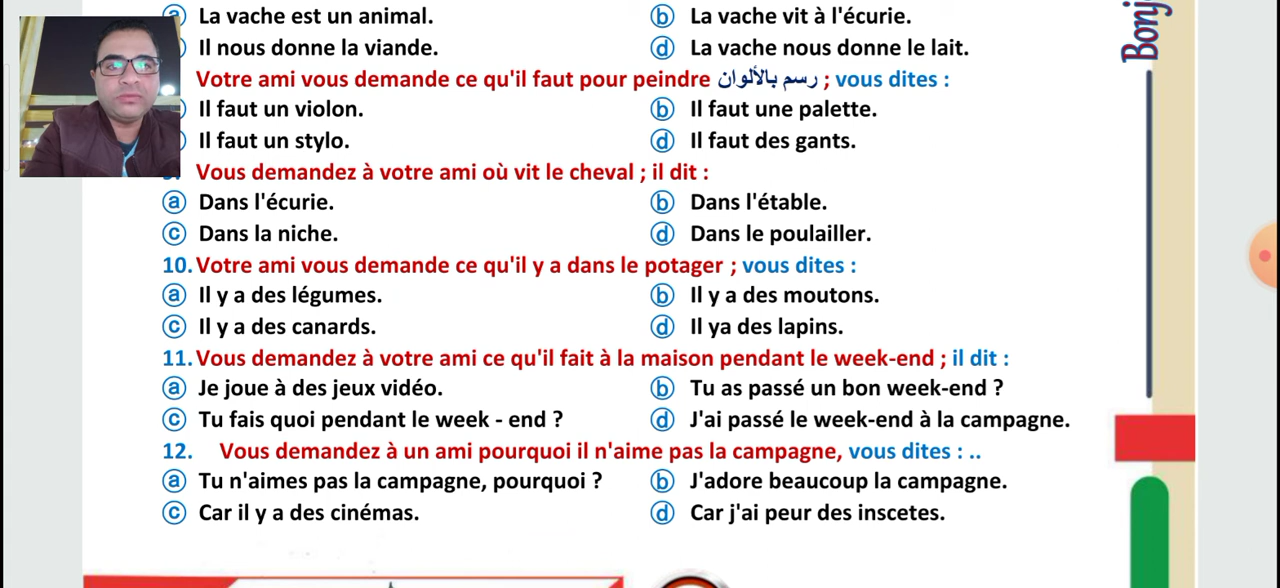 ⓐ La vache est un animal. ⓑ La vache vit à l'écurie.
Il nous donne la viande. ⓓ La vache nous donne le lait.
Votre ami vous demande ce qu'il faut pour peindre رسم بالألوان ; vous dites :
Il faut un violon. ⓑ Il faut une palette.
Il faut un stylo. ⓓ Il faut des gants.
Vous demandez à votre ami où vit le cheval ; il dit :
ⓐ Dans l'écurie. ⓑ Dans l'étable.
ⓒ Dans la niche. ⓓ Dans le poulailler.
10. Votre ami vous demande ce qu'il y a dans le potager ; vous dites :
ⓐ Il y a des légumes. ⓑ Il y a des moutons.
ⓒ Il y a des canards. ⓓ Il ya des lapins.
11. Vous demandez à votre ami ce qu'il fait à la maison pendant le week-end ; il dit :
ⓐ Je joue à des jeux vidéo. ⓑ Tu as passé un bon week-end ?
ⓒ Tu fais quoi pendant le week - end ? ⓓ J'ai passé le week-end à la campagne.
12. Vous demandez à un ami pourquoi il n'aime pas la campagne, vous dites : ..
ⓐ Tu n'aimes pas la campagne, pourquoi ? ⓑ J'adore beaucoup la campagne.
ⓒ Car il y a des cinémas. ⓓ Car j'ai peur des inscetes.
Bonj